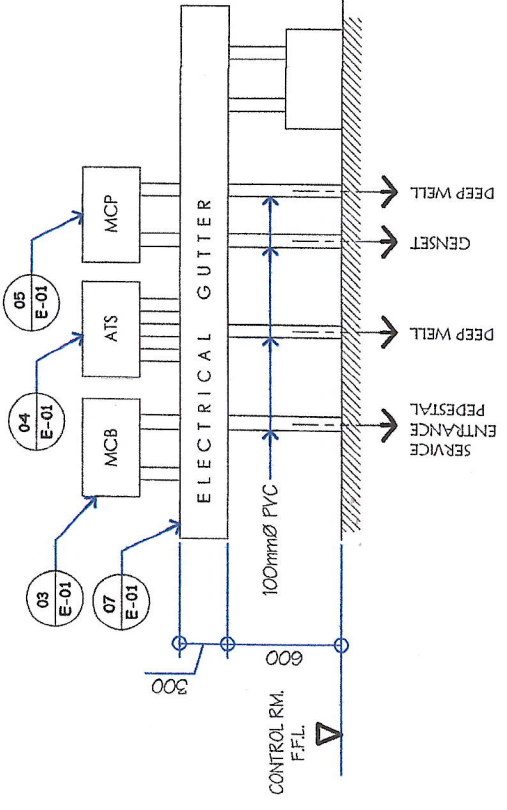 05
E-01
04
E-01
03
E-01
07
E-01
MCB
ATS
MCP
ELECTRICAL GUTTER
300
600
100mmØ PVC
CONTROL RM.
F.F.L.
SERVICE
ENTRANCE
PEDESTAL
DEEP WELL
GENSET
DEEP WELL